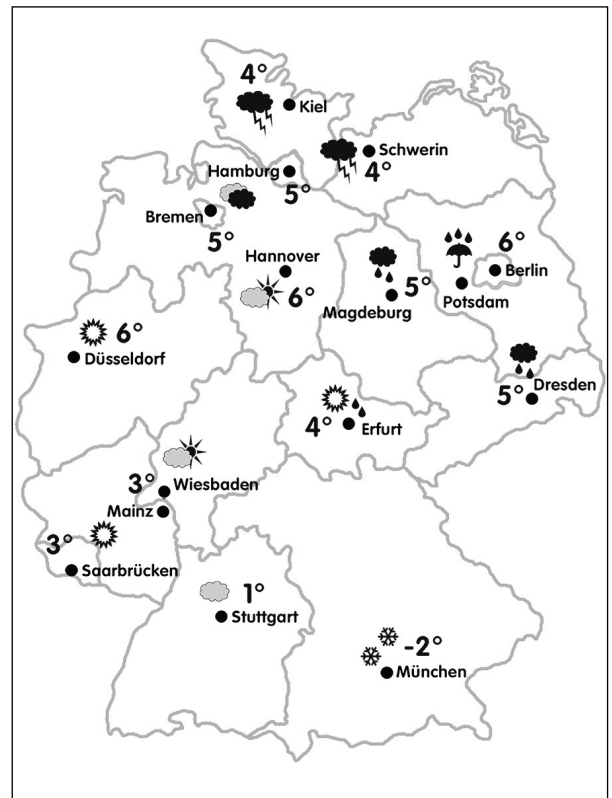 4°
Kiel
Schwerin
4°
Hamburg
5°
Bremen
5°
Hannover
6°
6°
Berlin
Potsdam
5°
Magdeburg
6°
Düsseldorf
Dresden
5°
4°
Erfurt
3°
Wiesbaden
Mainz
3°
Saarbrücken
1°
Stuttgart
-2°
München